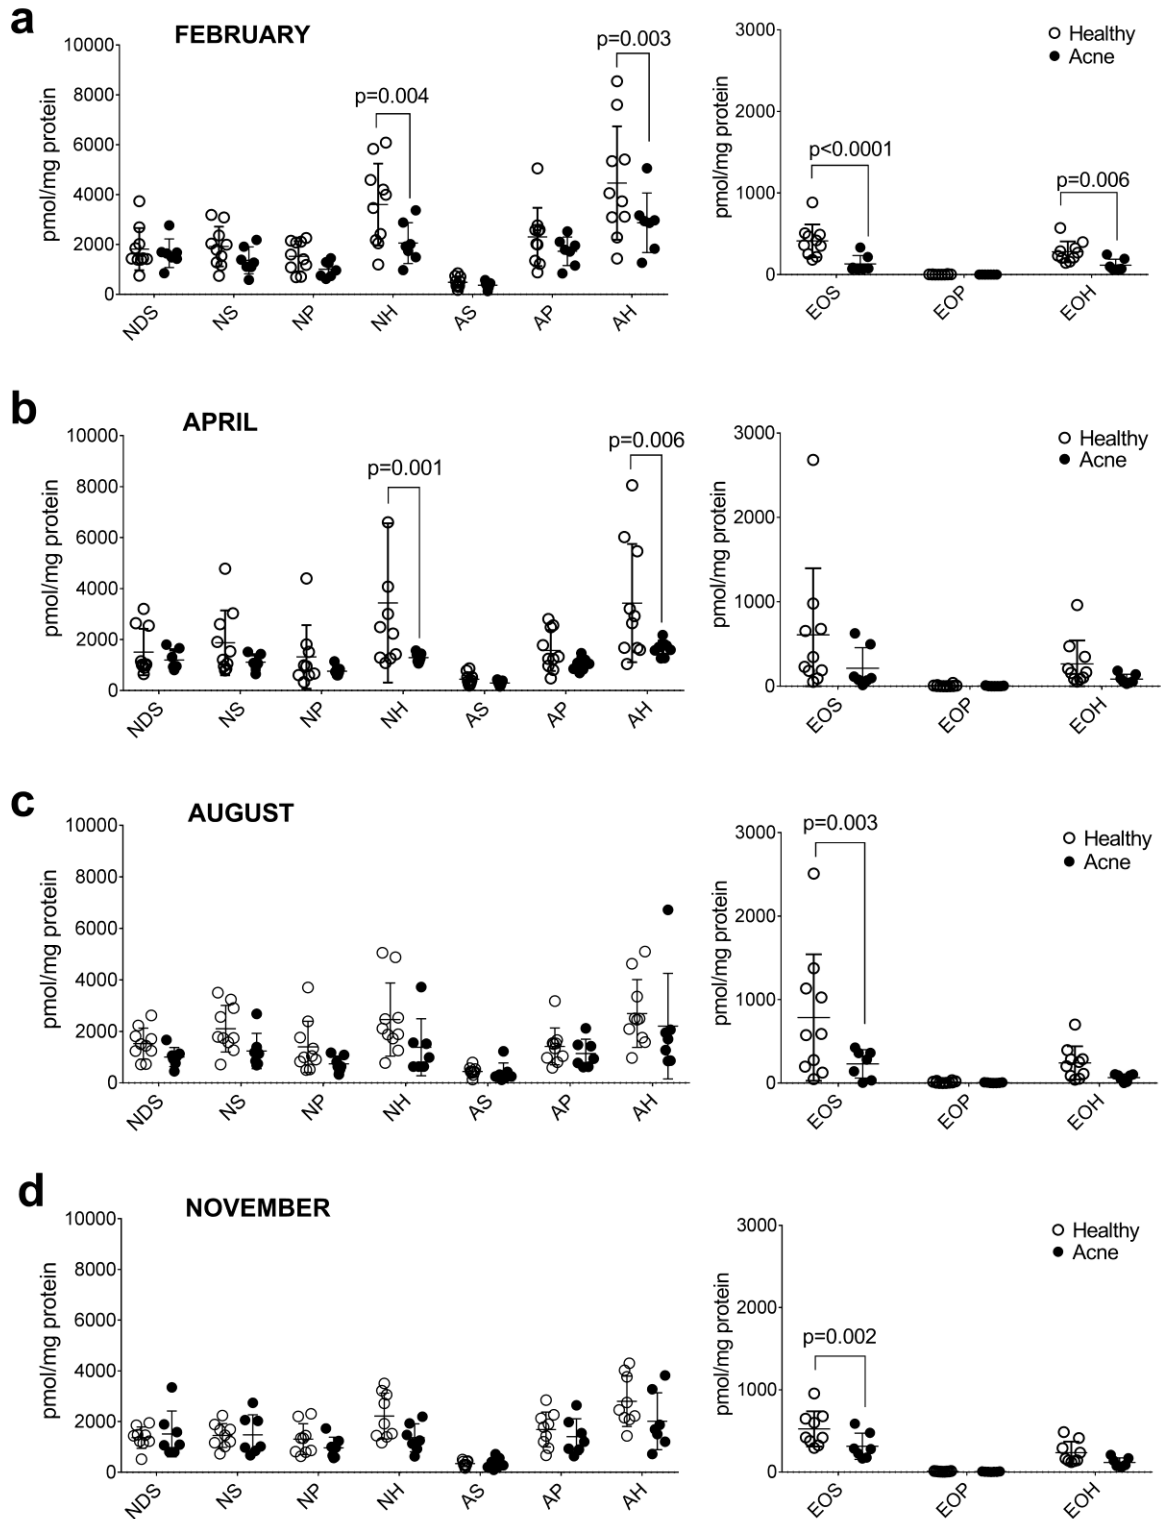 a
FEBRUARY
pmol/mg protein
10000
8000
6000
4000
2000
0
p=0.004
p=0.003
NDS
NS
NP
NH
AS
AP
AH
pmol/mg protein
3000
2000
1000
0
p<0.0001
p=0.006
Healthy
Acne
EOS
EOP
EOH
b
APRIL
pmol/mg protein
10000
8000
6000
4000
2000
0
p=0.001
p=0.006
NDS
NS
NP
NH
AS
AP
AH
pmol/mg protein
3000
2000
1000
0
Healthy
Acne
EOS
EOP
EOH
c
AUGUST
pmol/mg protein
10000
8000
6000
4000
2000
0
NDS
NS
NP
NH
AS
AP
AH
pmol/mg protein
3000
2000
1000
0
p=0.003
Healthy
Acne
EOS
EOP
EOH
d
NOVEMBER
pmol/mg protein
10000
8000
6000
4000
2000
0
NDS
NS
NP
NH
AS
AP
AH
pmol/mg protein
3000
2000
1000
0
p=0.002
Healthy
Acne
EOS
EOP
EOH